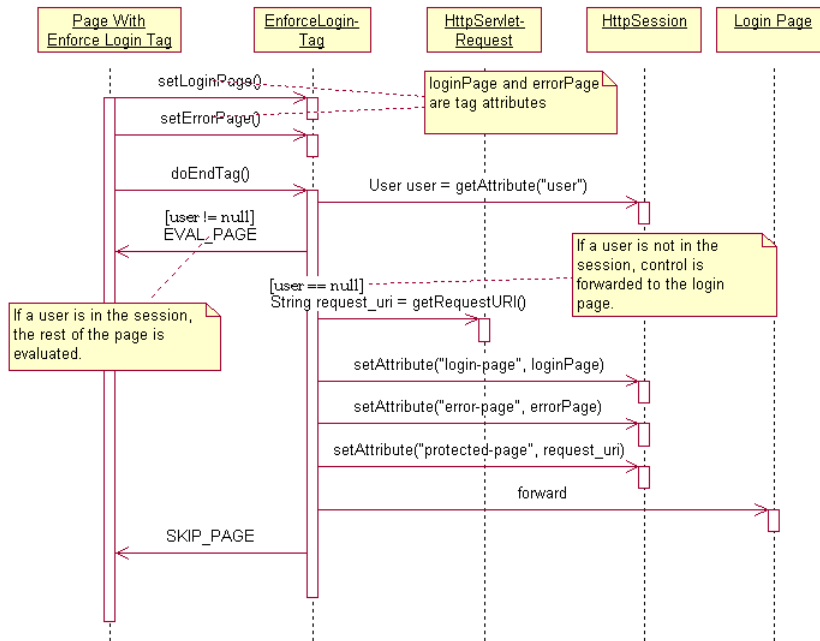 Page With
Enforce Login Tag
EnforceLogin-
Tag
HttpServlet-
Request
HttpSession
Login Page
setLoginPage()
loginPage and errorPage
are tag attributes
setErrorPage()
doEndTag()
User user = getAttribute("user")
[user != null]
EVAL_PAGE
If a user is not in the
session, control is
forwarded to the login
page.
[user == null]
String request_uri = getRequestURI()
If a user is in the session,
the rest of the page is
evaluated.
setAttribute("login-page", loginPage)
setAttribute("error-page", errorPage)
setAttribute("protected-page", request_uri)
forward
SKIP_PAGE